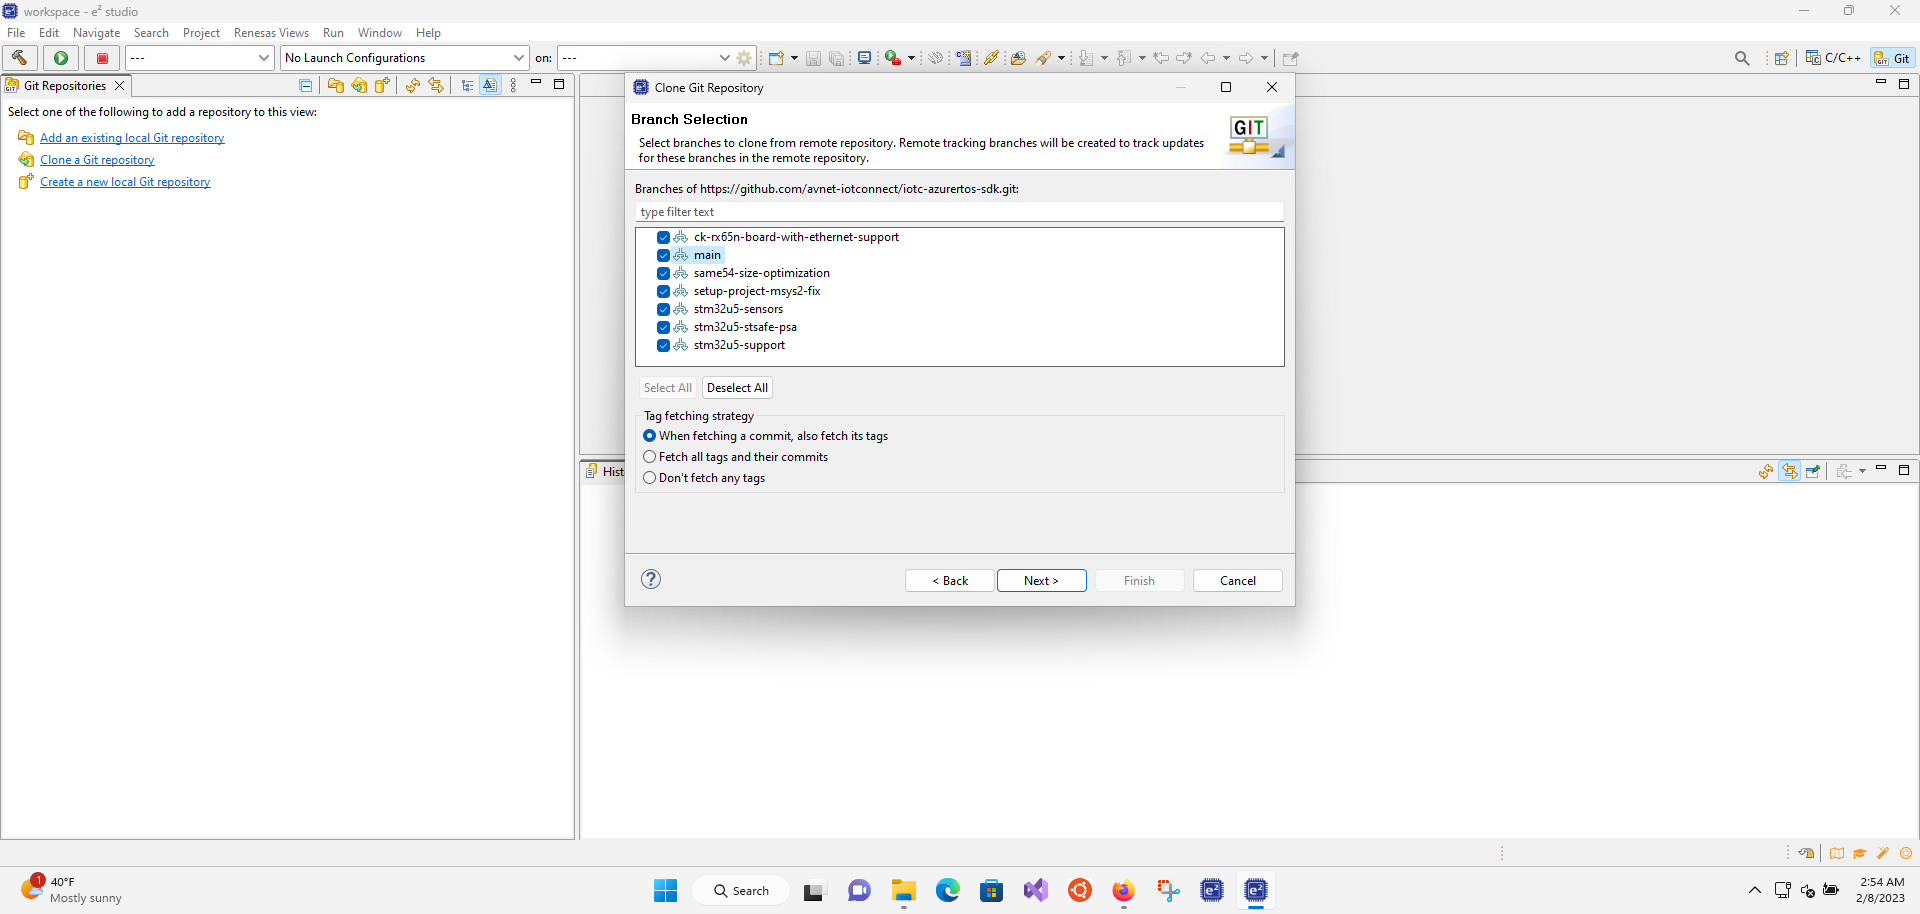 workspace - e² studio
File Edit Navigate Search Project Renesas Views Run Window Help
--- No Launch Configurations on: --- C/C++ Git
Git Repositories
Select one of the following to add a repository to this view:
Add an existing local Git repository
Clone a Git repository
Create a new local Git repository
Clone Git Repository
Branch Selection
Select branches to clone from remote repository. Remote tracking branches will be created to track updates
for these branches in the remote repository.
GIT
Branches of https://github.com/avnet-iotconnect/iotc-azurertos-sdk.git:
type filter text
ck-rx65n-board-with-ethernet-support
main
same54-size-optimization
setup-project-msys2-fix
stm32u5-sensors
stm32u5-stsafe-psa
stm32u5-support
Select All Deselect All
Tag fetching strategy
When fetching a commit, also fetch its tags
Fetch all tags and their commits
Don't fetch any tags
< Back Next > Finish Cancel
Hist
1
40°F
Mostly sunny
Search
2:54 AM
2/8/2023